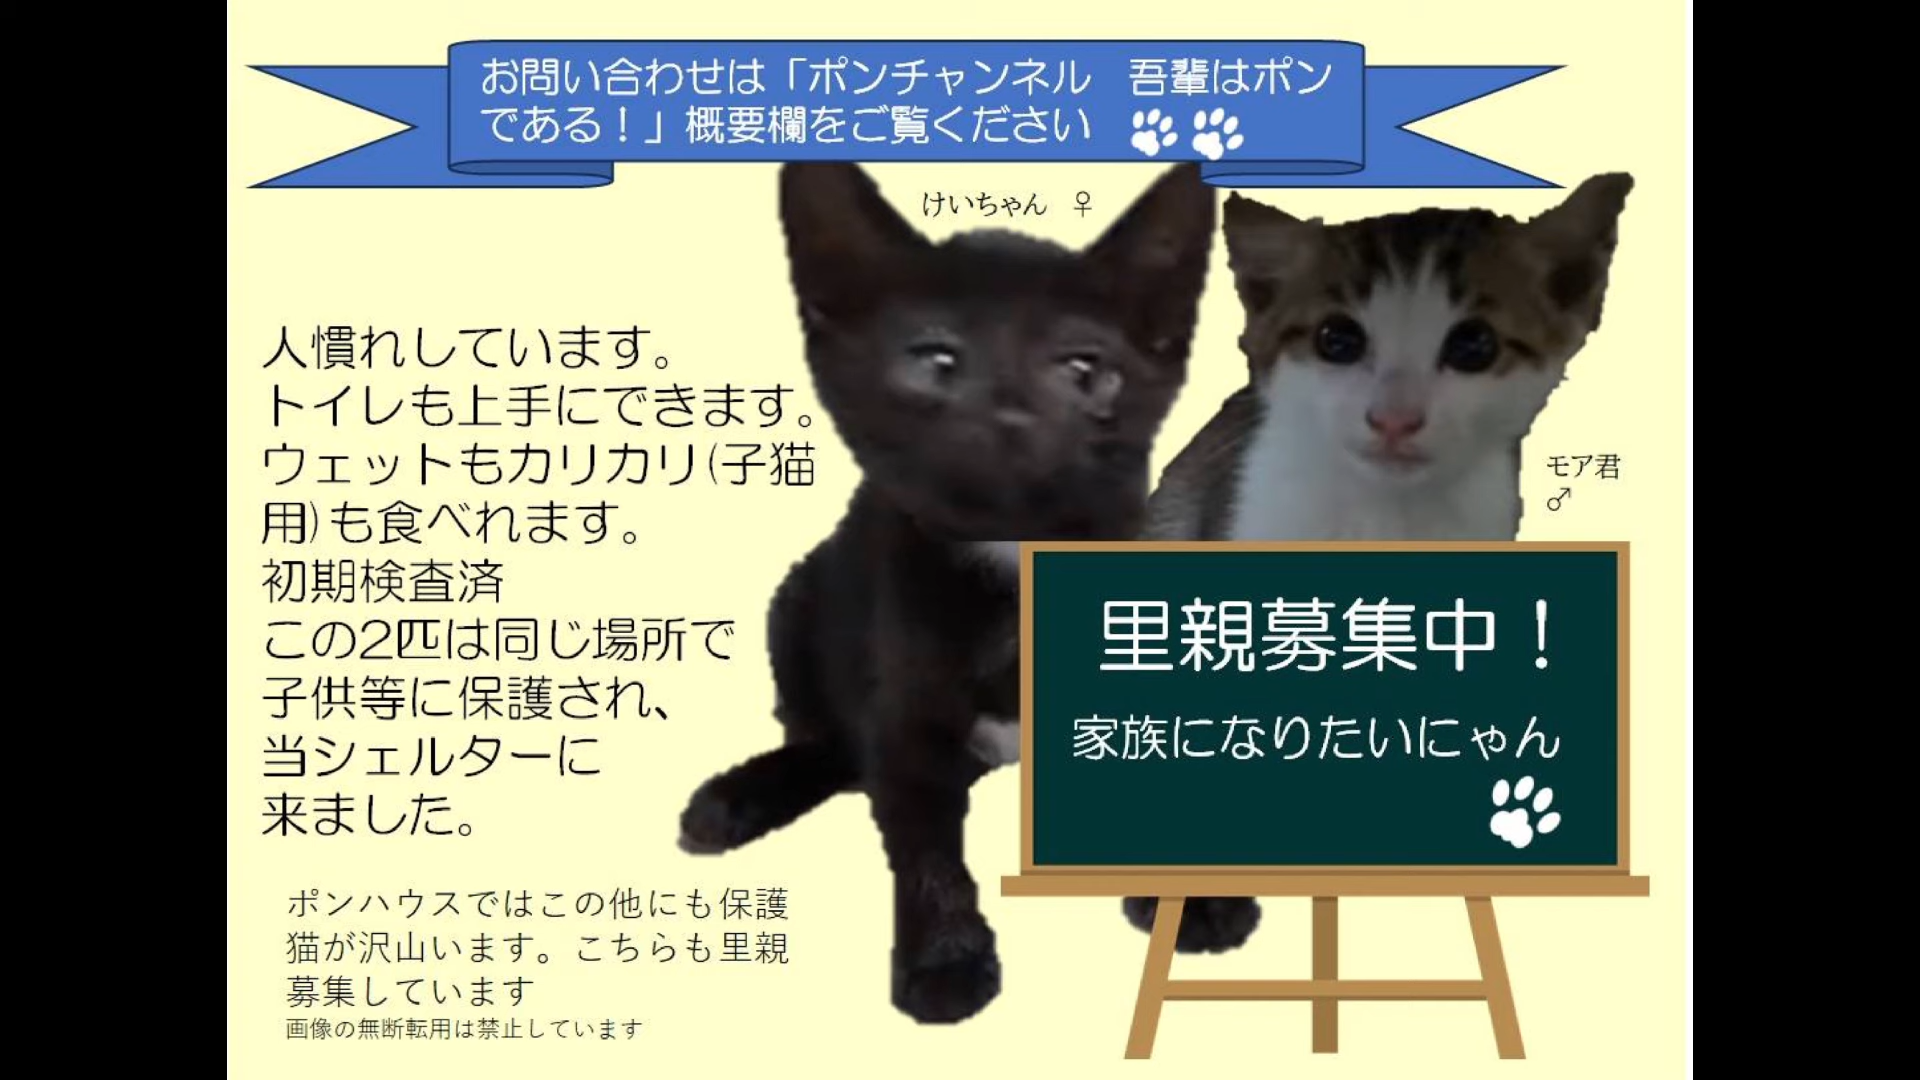 お問い合わせは「ポンチャンネル　吾輩はポン
である！」概要欄をご覧ください
けいちゃん　♀
人慣れしています。
トイレも上手にできます。
ウェットもカリカリ(子猫
用)も食べれます。
初期検査済
この2匹は同じ場所で
子供等に保護され、
当シェルターに
来ました。
モア君
♂
里親募集中！
家族になりたいにゃん
ポンハウスではこの他にも保護
猫が沢山います。こちらも里親
募集しています
画像の無断転用は禁止しています